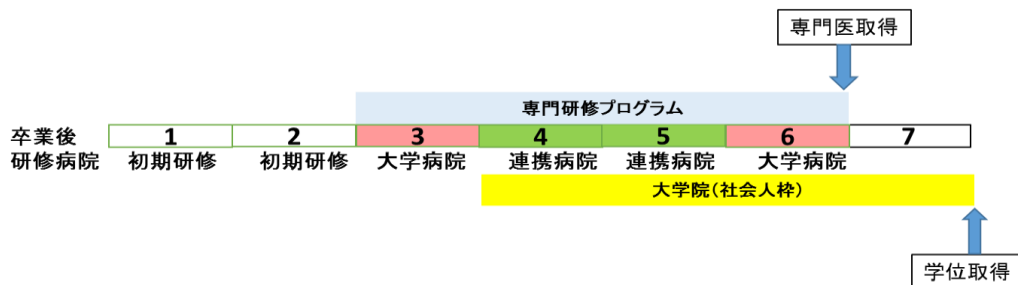 専門医取得
専門研修プログラム
卒業後 1 2 3 4 5 6 7
研修病院 初期研修 初期研修 大学病院 連携病院 連携病院 大学病院
大学院(社会人枠)
学位取得